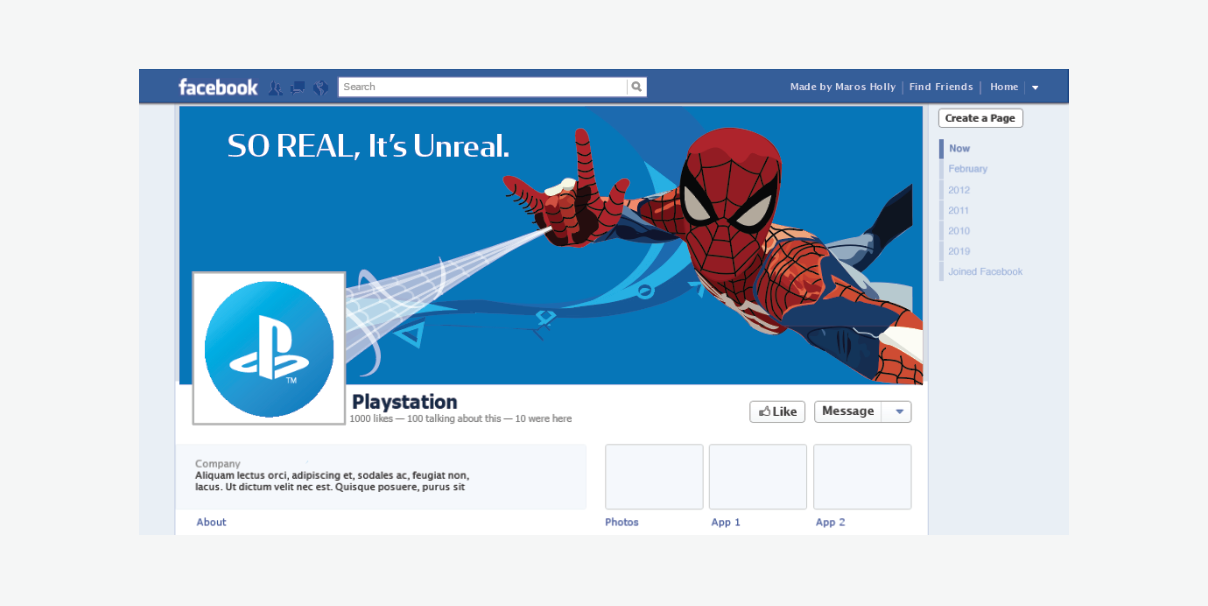 facebook
Search
Made by Maros Holly
Find Friends
Home
Create a Page
SO REAL, It's Unreal.
Now
February
2012
2011
2010
2019
Joined Facebook
TM
Playstation
1000 likes — 100 talking about this — 10 were here
Like
Message
Company
Aliquam lectus orci, adipiscing et, sodales ac, feugiat non,
lacus. Ut dictum velit nec est. Quisque posuere, purus sit
About
Photos
App 1
App 2